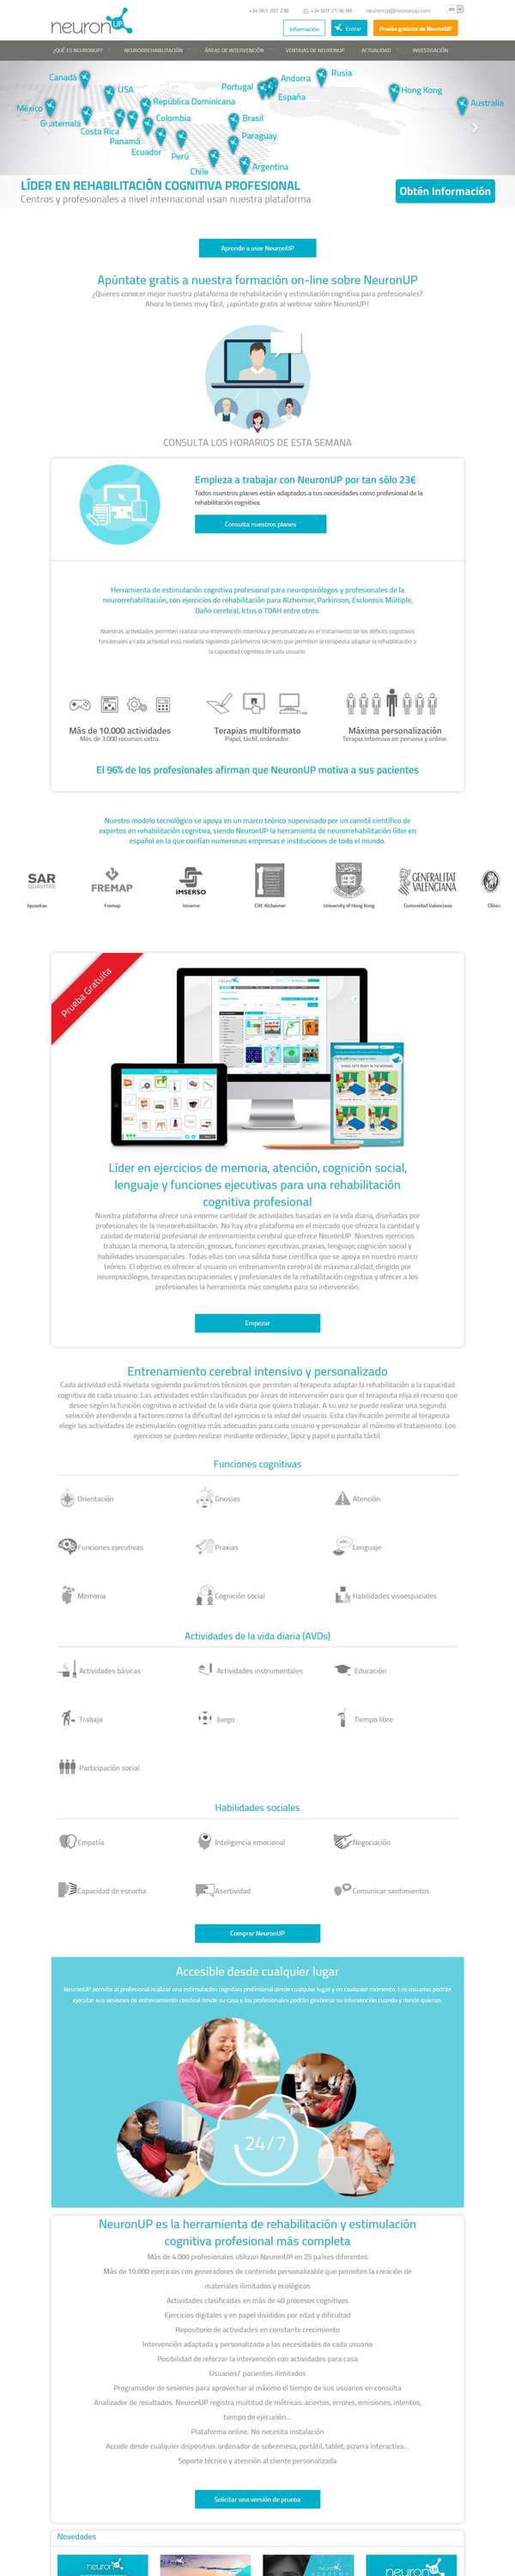 neuronUP
+34 941 287 238
+34 601 71 96 99
neuronup@neuronup.com
ES
Información
Entrar
Prueba gratuita de NeuronUP
¿QUÉ ES NEURONUP?
NEURORREHABILITACIÓN
ÁREAS DE INTERVENCIÓN
VENTAJAS DE NEURONUP
ACTUALIDAD
INVESTIGACIÓN
Canadá
USA
México
Guatemala
Costa Rica
Panamá
República Dominicana
Colombia
Ecuador
Perú
Chile
Portugal
Andorra
España
Rusia
Brasil
Paraguay
Argentina
Hong Kong
Australia
LÍDER EN REHABILITACIÓN COGNITIVA PROFESIONAL
Centros y profesionales a nivel internacional usan nuestra plataforma
Obtén Información
Aprende a usar NeuronUP
Apúntate gratis a nuestra formación on-line sobre NeuronUP
¿Quieres conocer mejor nuestra plataforma de rehabilitación y estimulación cognitiva para profesionales?
Ahora lo tienes muy fácil, ¡apúntate gratis al webinar sobre NeuronUP!
CONSULTA LOS HORARIOS DE ESTA SEMANA
Empieza a trabajar con NeuronUP por tan sólo 23€
Todos nuestros planes están adaptados a tus necesidades como profesional de la
rehabilitación cognitiva.
Consulta nuestros planes
Herramienta de estimulación cognitiva profesional para neuropsicólogos y profesionales de la
neurorrehabilitación, con ejercicios de rehabilitación para Alzheimer, Parkinson, Esclerosis Múltiple,
Daño cerebral, Ictus o TDAH entre otros.
Nuestras actividades permiten realizar una intervención intensiva y personalizada en el tratamiento de los déficits cognitivos
funcionales y cada actividad está nivelada siguiendo parámetros técnicos que permiten al terapeuta adaptar la rehabilitación a
la capacidad cognitiva de cada usuario.
Más de 10.000 actividades
Más de 3.000 recursos extra.
Terapias multiformato
Papel, táctil, ordenador.
Máxima personalización
Terapia intensiva en persona y online.
El 96% de los profesionales afirman que NeuronUP motiva a sus pacientes
Nuestro modelo tecnológico se apoya en un marco teórico supervisado por un comité científico de
expertos en rehabilitación cognitiva, siendo NeuronUP la herramienta de neurorrehabilitación líder en
español en la que confían numerosas empresas e instituciones de todo el mundo.
SAR
QUAVITAE
FREMAP
IMSERSO
GENERALITAT
VALENCIANA
Fremap
Imserso
CRE Alzheimer
University of Hong Kong
Comunidad Valenciana
Prueba Gratuita
Líder en ejercicios de memoria, atención, cognición social,
lenguaje y funciones ejecutivas para una rehabilitación
cognitiva profesional
Nuestra plataforma ofrece una enorme cantidad de actividades basadas en la vida diaria, diseñadas por
profesionales de la neurorrehabilitación. No hay otra plataforma en el mercado que ofrezca la cantidad y
calidad de material profesional de entrenamiento cerebral que ofrece NeuronUP. Nuestros ejercicios
trabajan la memoria, la atención, gnosias, funciones ejecutivas, praxias, lenguaje, cognición social y
habilidades visuoespaciales. Todas ellas con una sólida base científica que se apoya en nuestro marco
teórico. El objetivo es ofrecer al usuario un entrenamiento cerebral de máxima calidad, dirigido por
neuropsicólogos, terapeutas ocupacionales y profesionales de la rehabilitación cognitiva y ofrecer a los
profesionales la herramienta más completa para su intervención.
Empezar
Entrenamiento cerebral intensivo y personalizado
Cada actividad está nivelada siguiendo parámetros técnicos que permiten al terapeuta adaptar la rehabilitación a la capacidad
cognitiva de cada usuario. Las actividades están clasificadas por áreas de intervención para que el terapeuta elija el recurso que
desee según la función cognitiva o actividad de la vida diaria que quiera trabajar. A su vez se puede realizar una segunda
selección atendiendo a factores como la dificultad del ejercicio o la edad del usuario. Esta clasificación permite al terapeuta
elegir las actividades de estimulación cognitiva más adecuadas para cada usuario y personalizar al máximo el tratamiento. Los
ejercicios se pueden realizar mediante ordenador, lápiz y papel o pantalla táctil.
Funciones cognitivas
Orientación
Gnosias
Atención
Funciones ejecutivas
Praxias
Lenguaje
Memoria
Cognición social
Habilidades visoespaciales
Actividades de la vida diaria (AVDs)
Actividades básicas
Actividades instrumentales
Educación
Trabajo
Juego
Tiempo libre
Participación social
Habilidades sociales
Empatía
Inteligencia emocional
Negociación
Capacidad de escucha
Asertividad
Comunicar sentimientos
Comprar NeuronUP
Accesible desde cualquier lugar
NeuronUP permite al profesional realizar una estimulación cognitiva profesional desde cualquier lugar y en cualquier momento. Los usuarios podrán
ejecutar sus sesiones de entrenamiento cerebral desde su casa y los profesionales podrán gestionar su intervención cuando y donde quieran.
24/7
NeuronUP es la herramienta de rehabilitación y estimulación
cognitiva profesional más completa
Más de 4.000 profesionales utilizan NeuronUP en 25 países diferentes
Más de 10.000 ejercicios con generadores de contenido personalizable que permiten la creación de
materiales ilimitados y ecológicos
Actividades clasificadas en más de 40 procesos cognitivos
Ejercicios digitales y en papel divididos por edad y dificultad
Repositorio de actividades en constante crecimiento
Intervención adaptada y personalizada a las necesidades de cada usuario
Posibilidad de reforzar la intervención con actividades para casa
Usuarios/ pacientes ilimitados
Programador de sesiones para aprovechar al máximo el tiempo de sus usuarios en consulta
Analizador de resultados. NeuronUP registra multitud de métricas: aciertos, errores, omisiones, intentos,
tiempo de ejecución...
Plataforma online. No necesita instalación
Accede desde cualquier dispositivo: ordenador de sobremesa, portátil, tablet, pizarra interactiva...
Soporte técnico y atención al cliente personalizada
Solicitar una versión de prueba
Novedades
neuron
neuron